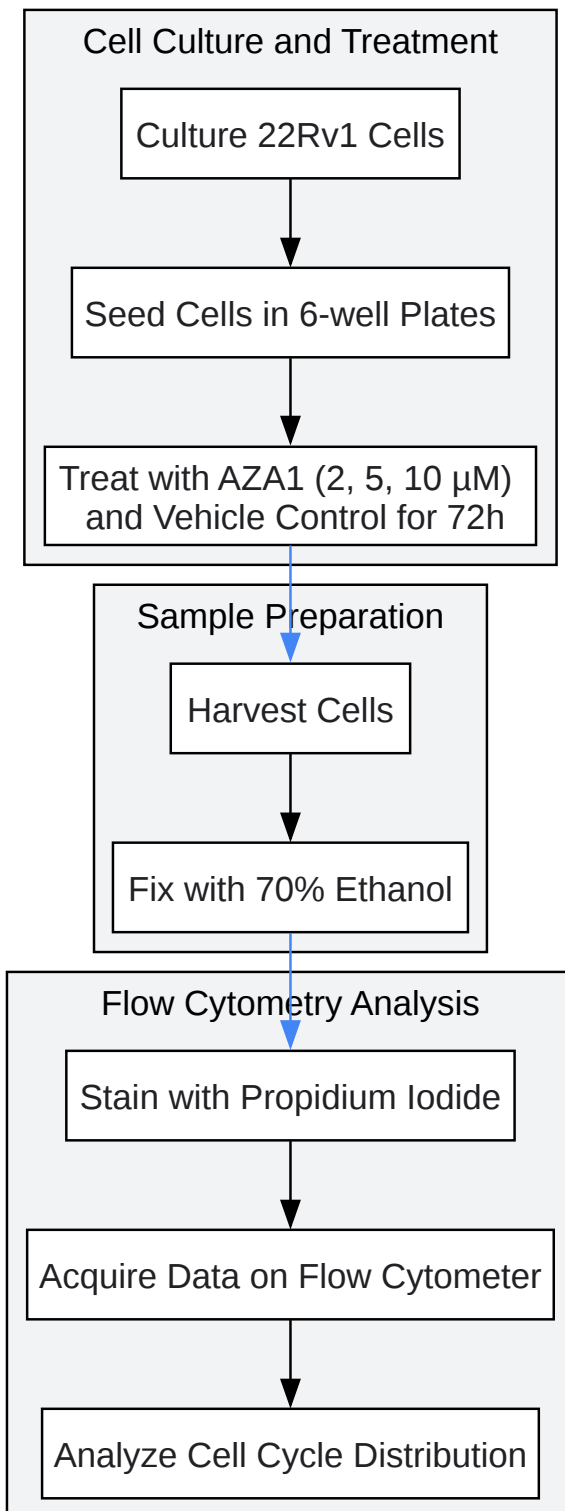 Cell Culture and Treatment
Culture 22Rv1 Cells
Seed Cells in 6-well Plates
Treat with AZA1 (2, 5, 10 µM)
and Vehicle Control for 72h
Sample Preparation
Harvest Cells
Fix with 70% Ethanol
Flow Cytometry Analysis
Stain with Propidium Iodide
Acquire Data on Flow Cytometer
Analyze Cell Cycle Distribution